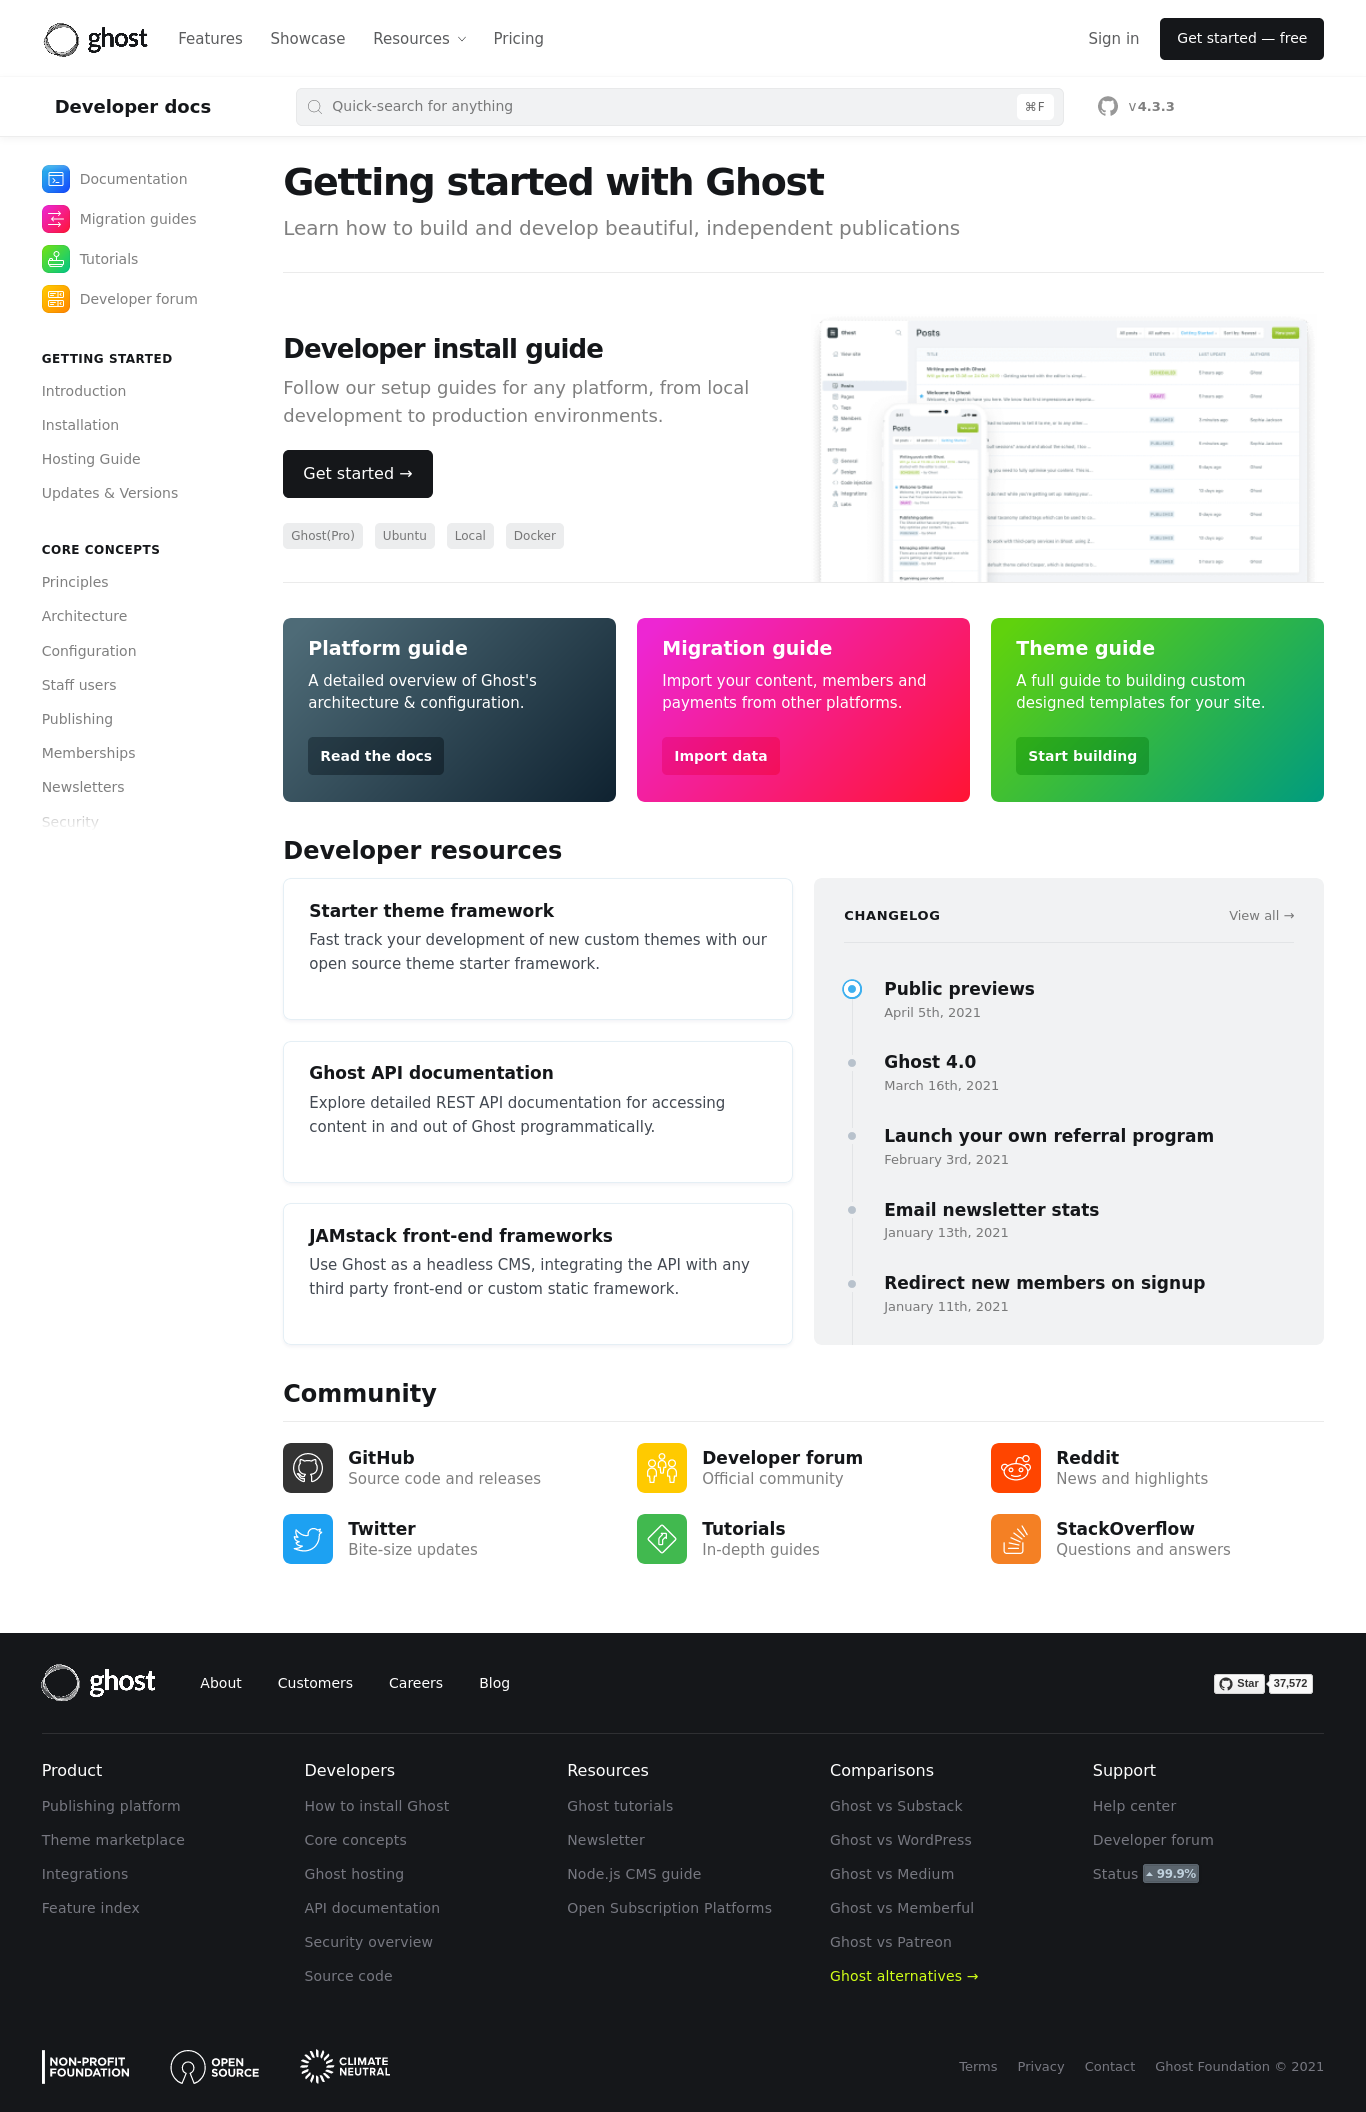 ghost
Features
Showcase
Resources
Pricing
Sign in
Get started — free
Developer docs
Quick-search for anything
⌘F
v4.3.3
Documentation
Migration guides
Tutorials
Developer forum
GETTING STARTED
Introduction
Installation
Hosting Guide
Updates & Versions
CORE CONCEPTS
Principles
Architecture
Configuration
Staff users
Publishing
Memberships
Newsletters
Security
Getting started with Ghost
Learn how to build and develop beautiful, independent publications
Developer install guide
Follow our setup guides for any platform, from local
development to production environments.
Get started →
Ghost(Pro)
Ubuntu
Local
Docker
Ghost
Posts
Posts
Platform guide
A detailed overview of Ghost's
architecture & configuration.
Read the docs
Migration guide
Import your content, members and
payments from other platforms.
Import data
Theme guide
A full guide to building custom
designed templates for your site.
Start building
Developer resources
Starter theme framework
Fast track your development of new custom themes with our
open source theme starter framework.
Ghost API documentation
Explore detailed REST API documentation for accessing
content in and out of Ghost programmatically.
JAMstack front-end frameworks
Use Ghost as a headless CMS, integrating the API with any
third party front-end or custom static framework.
CHANGELOG
View all →
Public previews
April 5th, 2021
Ghost 4.0
March 16th, 2021
Launch your own referral program
February 3rd, 2021
Email newsletter stats
January 13th, 2021
Redirect new members on signup
January 11th, 2021
Community
GitHub
Source code and releases
Developer forum
Official community
Reddit
News and highlights
Twitter
Bite-size updates
Tutorials
In-depth guides
StackOverflow
Questions and answers
ghost
About
Customers
Careers
Blog
Star
37,572
Product
Publishing platform
Theme marketplace
Integrations
Feature index
Developers
How to install Ghost
Core concepts
Ghost hosting
API documentation
Security overview
Source code
Resources
Ghost tutorials
Newsletter
Node.js CMS guide
Open Subscription Platforms
Comparisons
Ghost vs Substack
Ghost vs WordPress
Ghost vs Medium
Ghost vs Memberful
Ghost vs Patreon
Ghost alternatives →
Support
Help center
Developer forum
Status 99.9%
NON-PROFIT
FOUNDATION
OPEN
SOURCE
CLIMATE
NEUTRAL
Terms
Privacy
Contact
Ghost Foundation © 2021